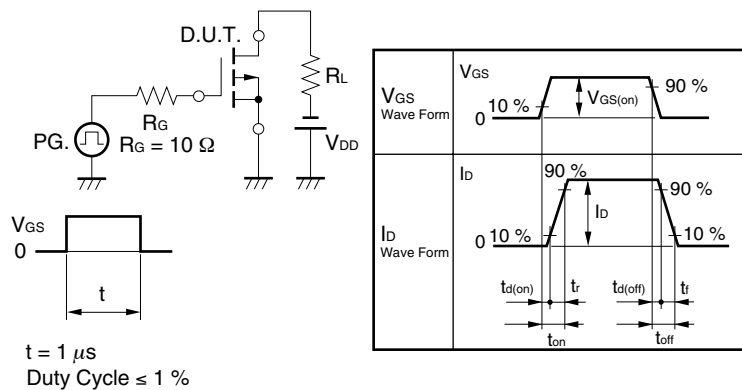 D.U.T.
RL
RG
PG.
RG = 10 Ω
VDD
VGS
0
t
t = 1 μs
Duty Cycle ≤ 1 %
VGS
Wave Form
VGS
10 %
0
VGS(on)
90 %
ID
Wave Form
ID
90 %
90 %
0
10 %
ID
10 %
td(on)
tr
td(off)
tf
ton
toff